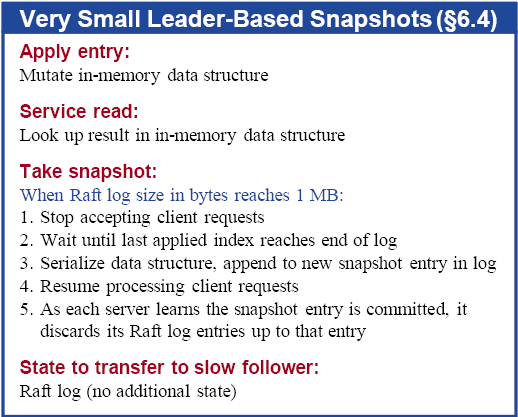 Very Small Leader-Based Snapshots (§6.4)
Apply entry:
Mutate in-memory data structure
Service read:
Look up result in in-memory data structure
Take snapshot:
When Raft log size in bytes reaches 1 MB:
1. Stop accepting client requests
2. Wait until last applied index reaches end of log
3. Serialize data structure, append to new snapshot entry in log
4. Resume processing client requests
5. As each server learns the snapshot entry is committed, it
discards its Raft log entries up to that entry
State to transfer to slow follower:
Raft log (no additional state)